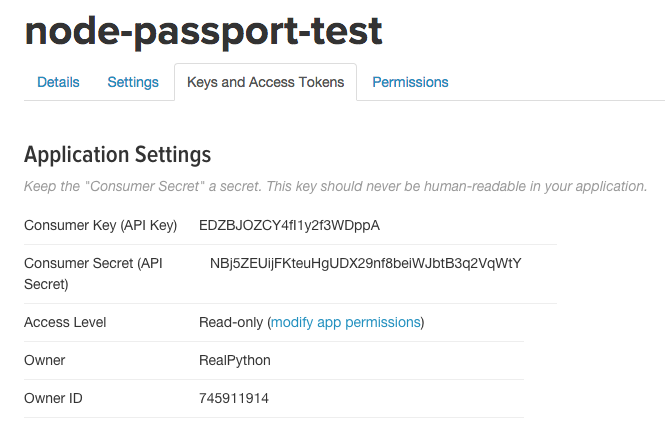 node-passport-test
Details Settings Keys and Access Tokens Permissions
Application Settings
Keep the "Consumer Secret" a secret. This key should never be human-readable in your application.
Consumer Key (API Key) EDZBJOZCY4fI1y2f3WDppA
Consumer Secret (API NBj5ZEUijFKteuHgUDX29nf8beiWJbtB3q2VqWtY
Secret)
Access Level Read-only (modify app permissions)
Owner RealPython
Owner ID 745911914